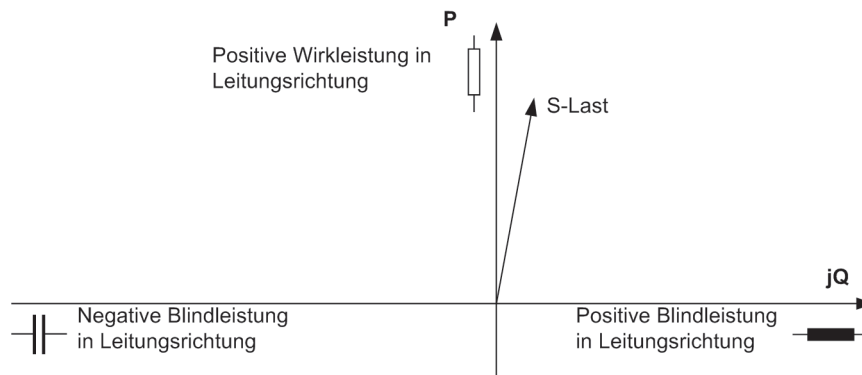 P
Positive Wirkleistung in
Leitungsrichtung
S-Last
jQ
Negative Blindleistung
in Leitungsrichtung
Positive Blindleistung
in Leitungsrichtung